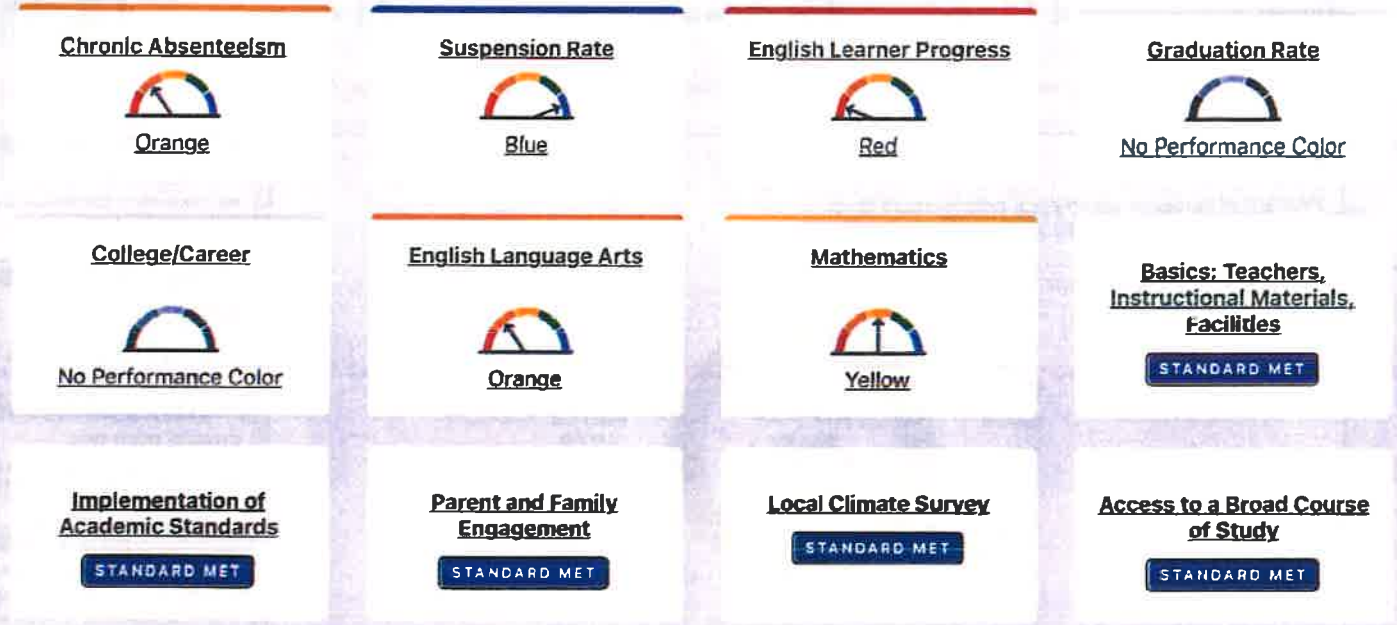 Chronic Absenteeism
Orange
Suspension Rate
Blue
English Learner Progress
Red
Graduation Rate
No Performance Color
College/Career
No Performance Color
English Language Arts
Orange
Mathematics
Yellow
Basics: Teachers,
Instructional Materials,
Facilities
STANDARD MET
Implementation of
Academic Standards
STANDARD MET
Parent and Family
Engagement
STANDARD MET
Local Climate Survey
STANDARD MET
Access to a Broad Course
of Study
STANDARD MET